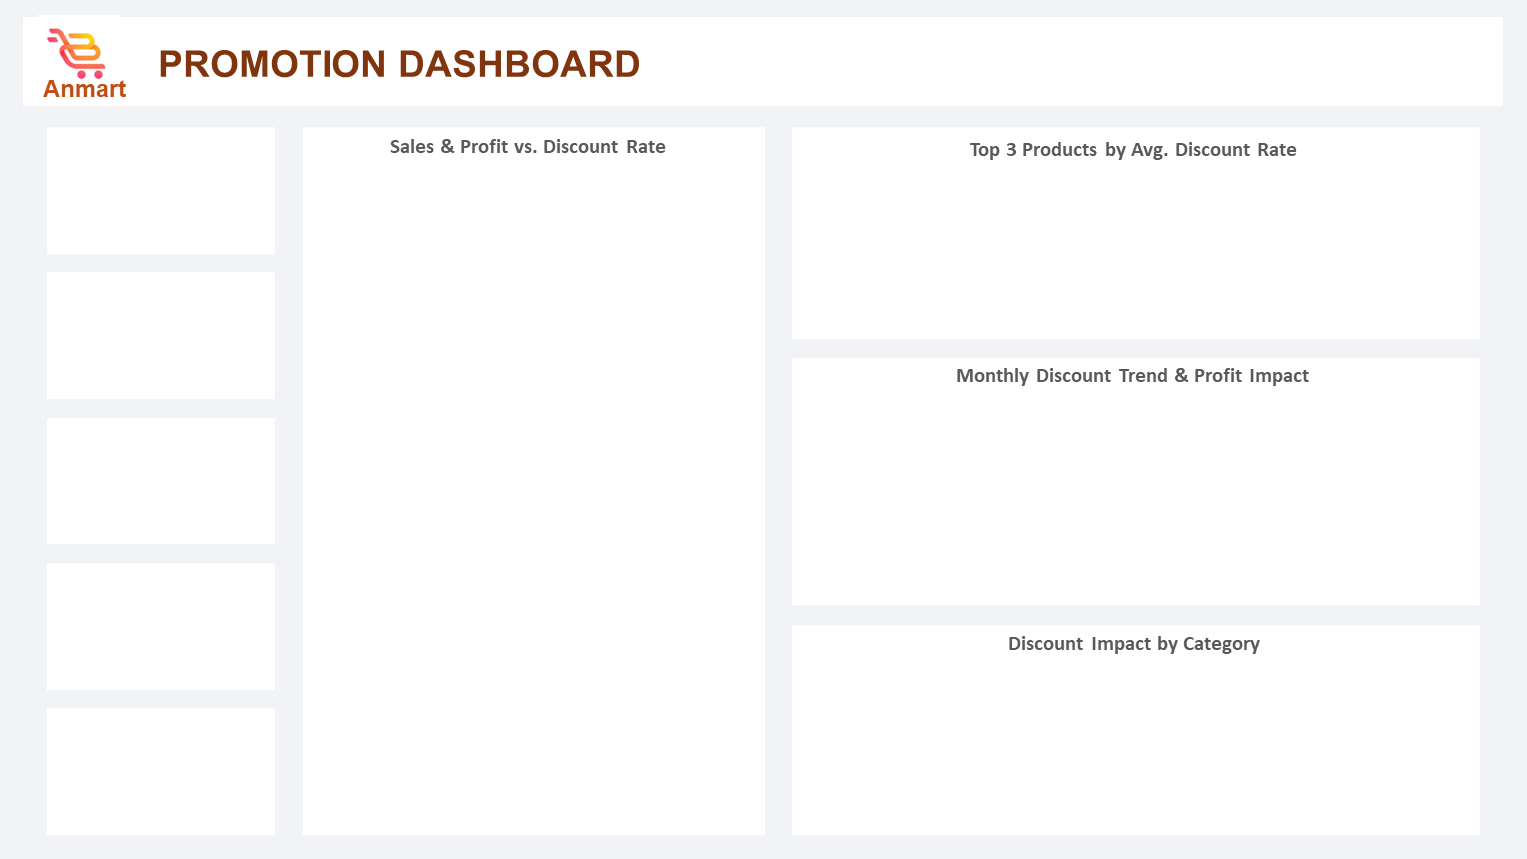 Anmart
PROMOTION DASHBOARD
Sales & Profit vs. Discount Rate
Top 3 Products by Avg. Discount Rate
Monthly Discount Trend & Profit Impact
Discount Impact by Category